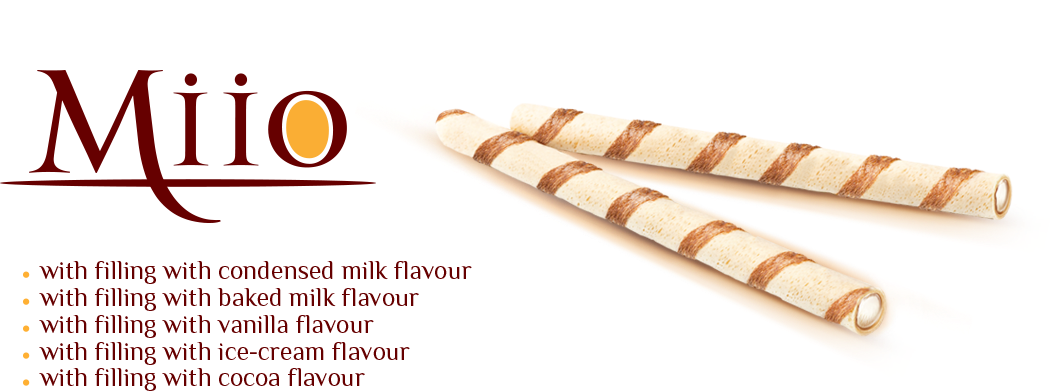 Miio
with filling with condensed milk flavour
with filling with baked milk flavour
with filling with vanilla flavour
with filling with ice-cream flavour
with filling with cocoa flavour